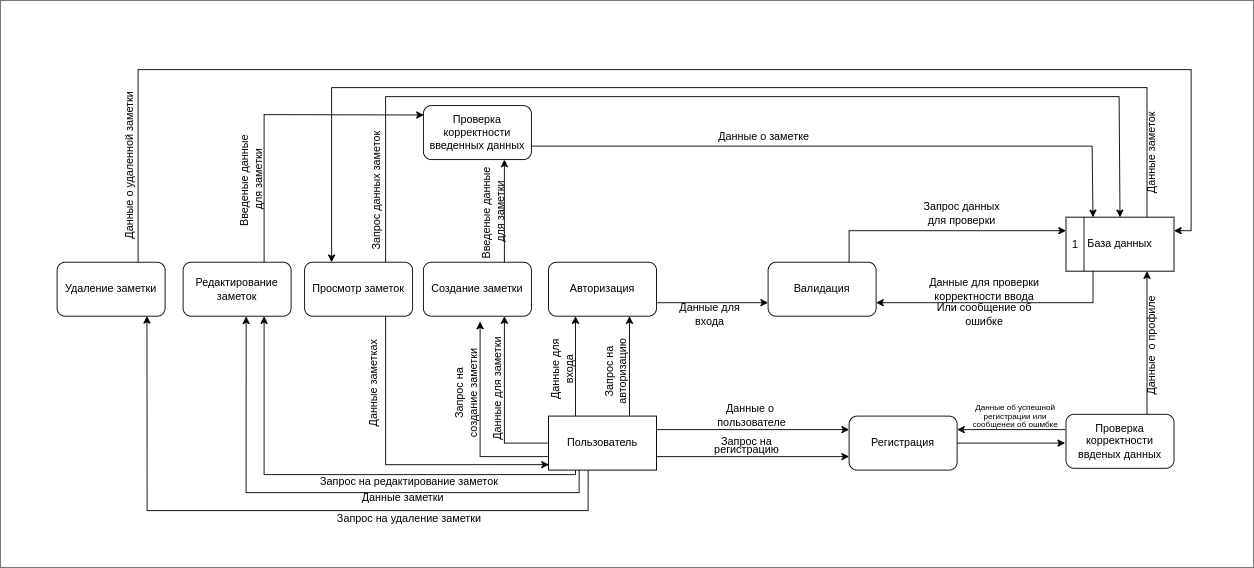 Данные о удаленной заметки
Введеные данные
для заметки
Запрос данных заметок
Проверка
корректности
введенных данных
Данные о заметке
Введеные данные
для заметки
Данные заметок
Запрос данных
для проверки
1
База данных
Удаление заметки
Редактирование
заметок
Просмотр заметок
Создание заметки
Авторизация
Валидация
Данные для
входа
Данные для проверки
корректности ввода
Или сообщение об
ошибке
Данные заметках
Запрос на
создание заметки
Данные для заметки
Данные для
входа
Запрос на
авторизацию
Данные о профиле
Пользователь
Данные о
пользователе
Запрос на
регистрацию
Регистрация
Данные об успешной
регистрации или
сообщенеи об ошмбке
Проверка
корректности
вvденых данных
Запрос на редактирование заметок
Данные заметки
Запрос на удаление заметки